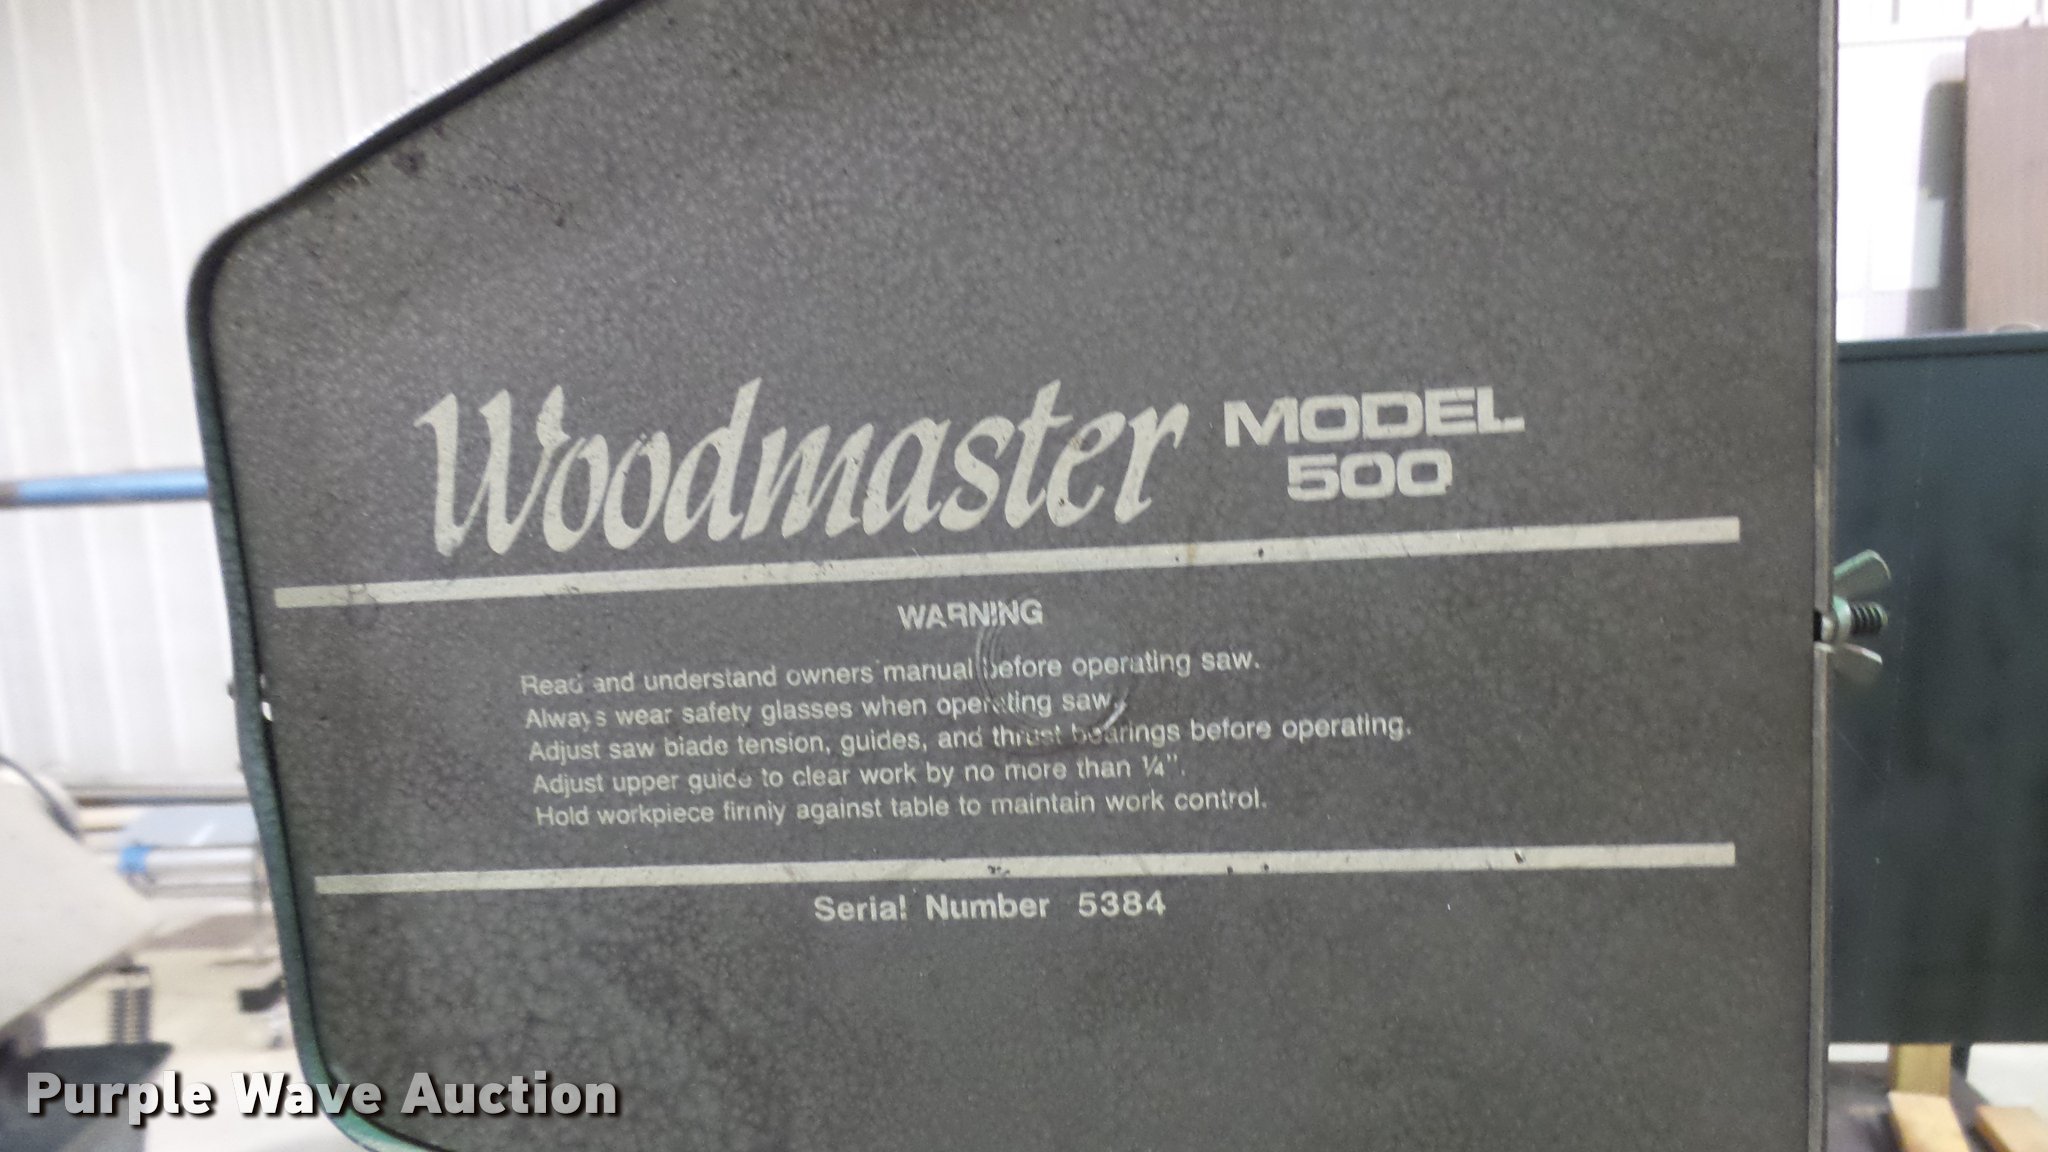 Woodmaster MODEL
500
WARNING
Read and understand owners' manual before operating saw.
Always wear safety glasses when operating saw.
Adjust saw blade tension, guides, and thrust bearings before operating.
Adjust upper guide to clear work by no more than ¼".
Hold workpiece firmly against table to maintain work control.
Serial Number 5384
Purple Wave Auction